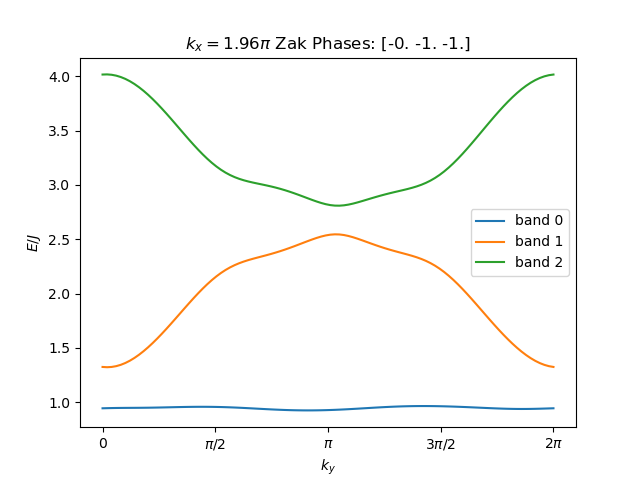 kₓ = 1.96π Zak Phases: [-0. -1. -1.]
4.0
3.5
3.0
2.5
2.0
1.5
1.0
E/J
band 0
band 1
band 2
0
π/2
π
3π/2
2π
k_y